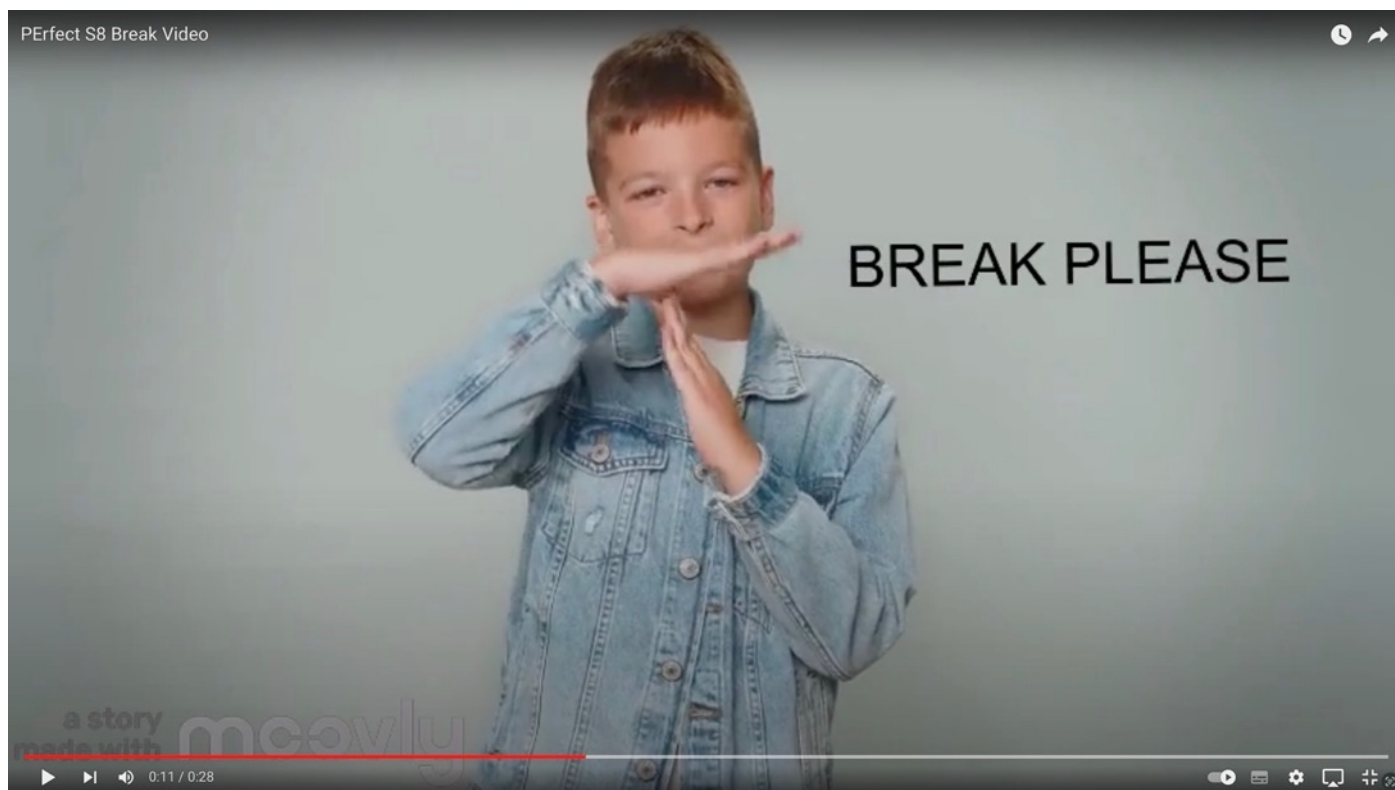 PErfect S8 Break Video
BREAK PLEASE
a story
made with moovly
0:11 / 0:28